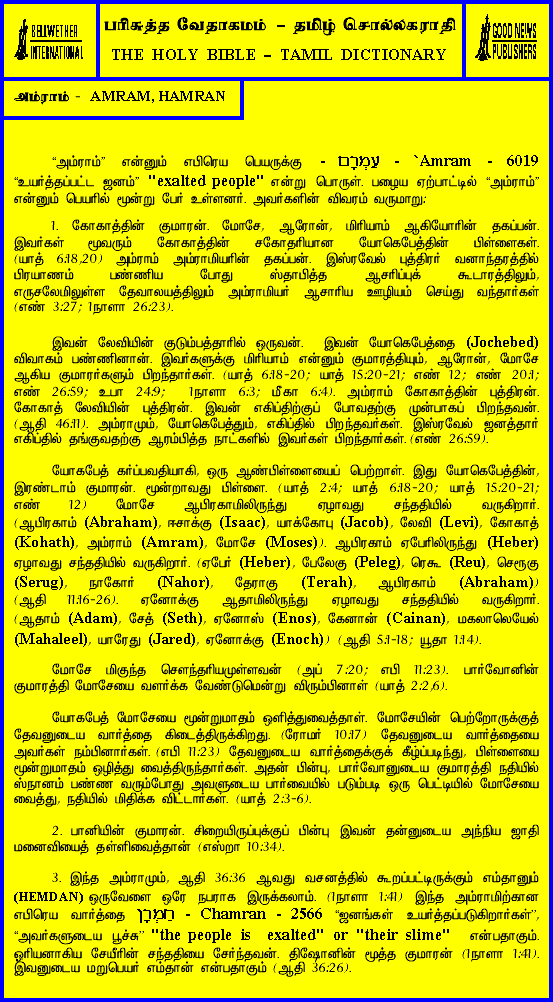 BELLWETHER
INTERNATIONAL
பரிசுத்த வேதாகமம் – தமிழ் சொல்லகராதி
THE HOLY BIBLE – TAMIL DICTIONARY
GOOD NEWS
PUBLISHERS
அம்ராம் - AMRAM, HAMRAN
“அம்ராம்” என்னும் எபிரெய பெயருக்கு - עַמְרָם - `Amram - 6019
“உயர்த்தப்பட்ட ஜனம்” "exalted people" என்று பொருள். பழைய ஏற்பாட்டில் “அம்ராம்”
என்னும் பெயரில் மூன்று பேர் உள்ளனர். அவர்களின் விவரம் வருமாறு:
1. கோகாத்தின் குமாரன். மோசே, ஆரோன், மிரியாம் ஆகியோரின் தகப்பன்.
இவர்கள் மூவரும் கோகாத்தின் சகோதரியான யோகெபேத்தின் பிள்ளைகள்.
(யாத் 6:18,20) அம்ராம் அம்ராமியரின் தகப்பன். இஸ்ரவேல் புத்திரர் வனாந்தரத்தில்
பிரயாணம் பண்ணிய போது ஸ்தாபித்த ஆசரிப்புக் கூடாரத்திலும்,
எருசலேமிலுள்ள தேவாலயத்திலும் அம்ராமியர் ஆசாரிய ஊழியம் செய்து வந்தார்கள்
(எண் 3:27; 1நாளா 26:23).
இவன் லேவியின் குடும்பத்தாரில் ஒருவன். இவன் யோகெபேத்தை (Jochebed)
விவாகம் பண்ணினான். இவர்களுக்கு மிரியாம் என்னும் குமாரத்தியும், ஆரோன், மோசே
ஆகிய குமாரர்களும் பிறந்தார்கள். (யாத் 6:18-20; யாத் 15:20-21; எண் 12; எண் 20:1;
எண் 26:59; உபா 24:9; 1நாளா 6:3; மீகா 6:4). அம்ராம் கோகாத்தின் புத்திரன்.
கோகாத் லேவியின் புத்திரன். இவன் எகிப்திற்குப் போவதற்கு முன்பாகப் பிறந்தவன்.
(ஆதி 46:11). அம்ராமும், யோகெபேத்தும், எகிப்தில் பிறந்தவர்கள். இஸ்ரவேல் ஜனத்தார்
எகிப்தில் தங்குவதற்கு ஆரம்பித்த நாட்களில் இவர்கள் பிறந்தார்கள். (எண் 26:59).
யோகபேத் கர்ப்பவதியாகி, ஒரு ஆண்பிள்ளையைப் பெற்றாள். இது யோகெபேத்தின்,
இரண்டாம் குமாரன். மூன்றாவது பிள்ளை. (யாத் 2:4; யாத் 6:18-20; யாத் 15:20-21;
எண் 12) மோசே ஆபிரகாமிலிருந்து ஏழாவது சந்ததியில் வருகிறார்.
(ஆபிரகாம் (Abraham), ஈசாக்கு (Isaac), யாக்கோபு (Jacob), லேவி (Levi), கோகாத்
(Kohath), அம்ராம் (Amram), மோசே (Moses)). ஆபிரகாம் ஏபேரிலிருந்து (Heber)
ஏழாவது சந்ததியில் வருகிறார். (ஏபேர் (Heber), பேலேகு (Peleg), ரெகூ (Reu), செரூகு
(Serug), நாகோர் (Nahor), தேராகு (Terah), ஆபிரகாம் (Abraham))
(ஆதி 11:16-26). ஏனோக்கு ஆதாமிலிருந்து ஏழாவது சந்ததியில் வருகிறார்.
(ஆதாம் (Adam), சேத் (Seth), ஏனோஸ் (Enos), கேனான் (Cainan), மகலாலெயேல்
(Mahaleel), யாரேது (Jared), ஏனோக்கு (Enoch)) (ஆதி 5:1-18; யூதா 1:14).
மோசே மிகுந்த சௌந்தரியமுள்ளவன் (அப் 7:20; எபி 11:23). பார்வோனின்
குமாரத்தி மோசேயை வளர்க்க வேண்டுமென்று விரும்பினாள் (யாத் 2:2,6).
யோகபேத் மோசேயை மூன்றுமாதம் ஒளித்துவைத்தாள். மோசேயின் பெற்றோருக்குத்
தேவனுடைய வார்த்தை கிடைத்திருக்கிறது. (ரோமர் 10:17) தேவனுடைய வார்த்தையை
அவர்கள் நம்பினார்கள். (எபி 11:23) தேவனுடைய வார்த்தைக்குக் கீழ்ப்படிந்து, பிள்ளையை
மூன்றுமாதம் ஒழித்து வைத்திருந்தார்கள். அதன் பின்பு, பார்வோனுடைய குமாரத்தி நதியில்
ஸ்நானம் பண்ண வரும்போது அவளுடைய பார்வையில் படும்படி ஒரு பெட்டியில் மோசேயை
வைத்து, நதியில் மிதிக்க விட்டார்கள். (யாத் 2:3-6).
2. பானியின் குமாரன். சிறையிருப்புக்குப் பின்பு இவன் தன்னுடைய அந்நிய ஜாதி
மனைவியைத் தள்ளிவைத்தான் (எஸ்றா 10:34).
3. இந்த அம்ராமும், ஆதி 36:36 ஆவது வசனத்தில் கூறப்பட்டிருக்கும் எம்தானும்
(HEMDAN) ஒருவேளை ஒரே நபராக இருக்கலாம். (1நாளா 1:41) இந்த அம்ராமிற்கான
எபிரெய வார்த்தை חַמְרָן - Chamran - 2566 “ஜனங்கள் உயர்த்தப்படுகிறார்கள்”,
“அவர்களுடைய பூச்சு” "the people is exalted" or "their slime" என்பதாகும்.
ஓரியனாகிய சேயீரின் சந்ததியை சேர்ந்தவன். திஷோனின் மூத்த குமாரன் (1நாளா 1:41).
இவனுடைய மறுபெயர் எம்தான் என்பதாகும் (ஆதி 36:26).